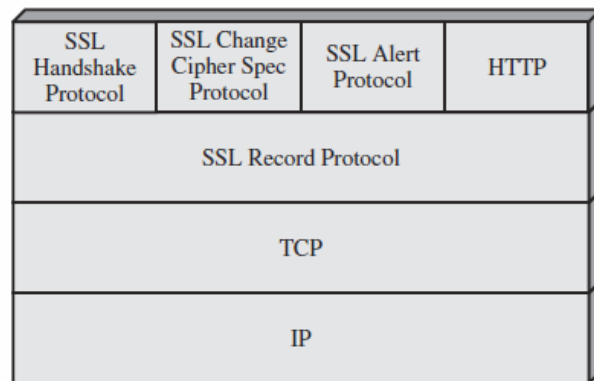 SSL
Handshake
Protocol
SSL Change
Cipher Spec
Protocol
SSL Alert
Protocol
HTTP
SSL Record Protocol
TCP
IP